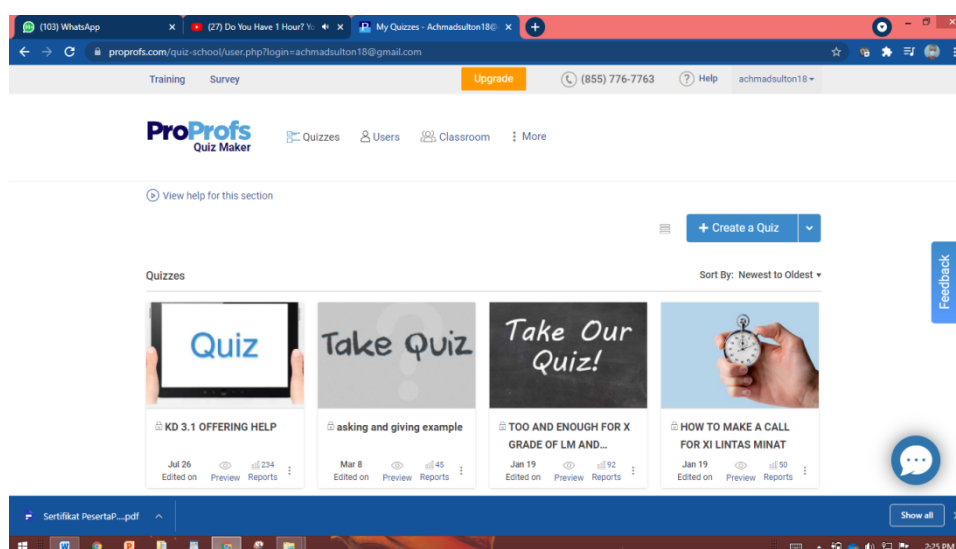 (103) WhatsApp
(27) Do You Have 1 Hour? Yo
My Quizzes - Achmadsulton18@
proprofs.com/quiz-school/user.php?login=achmadsulton18@gmail.com
Training Survey Upgrade (855) 776-7763 ? Help achmadsulton18
ProProfs
Quiz Maker
Quizzes Users Classroom More
View help for this section
+ Create a Quiz
Feedback
Quizzes Sort By: Newest to Oldest
Quiz
Take Quiz
Take Our
Quiz!
KD 3.1 OFFERING HELP
asking and giving example
TOO AND ENOUGH FOR X
GRADE OF LM AND...
HOW TO MAKE A CALL
FOR XI LINTAS MINAT
Jul 26 234
Edited on Preview Reports
Mar 8 45
Edited on Preview Reports
Jan 19 92
Edited on Preview Reports
Jan 19 50
Edited on Preview Reports
Sertifikat PesertaP....pdf Show all
2:25 PM